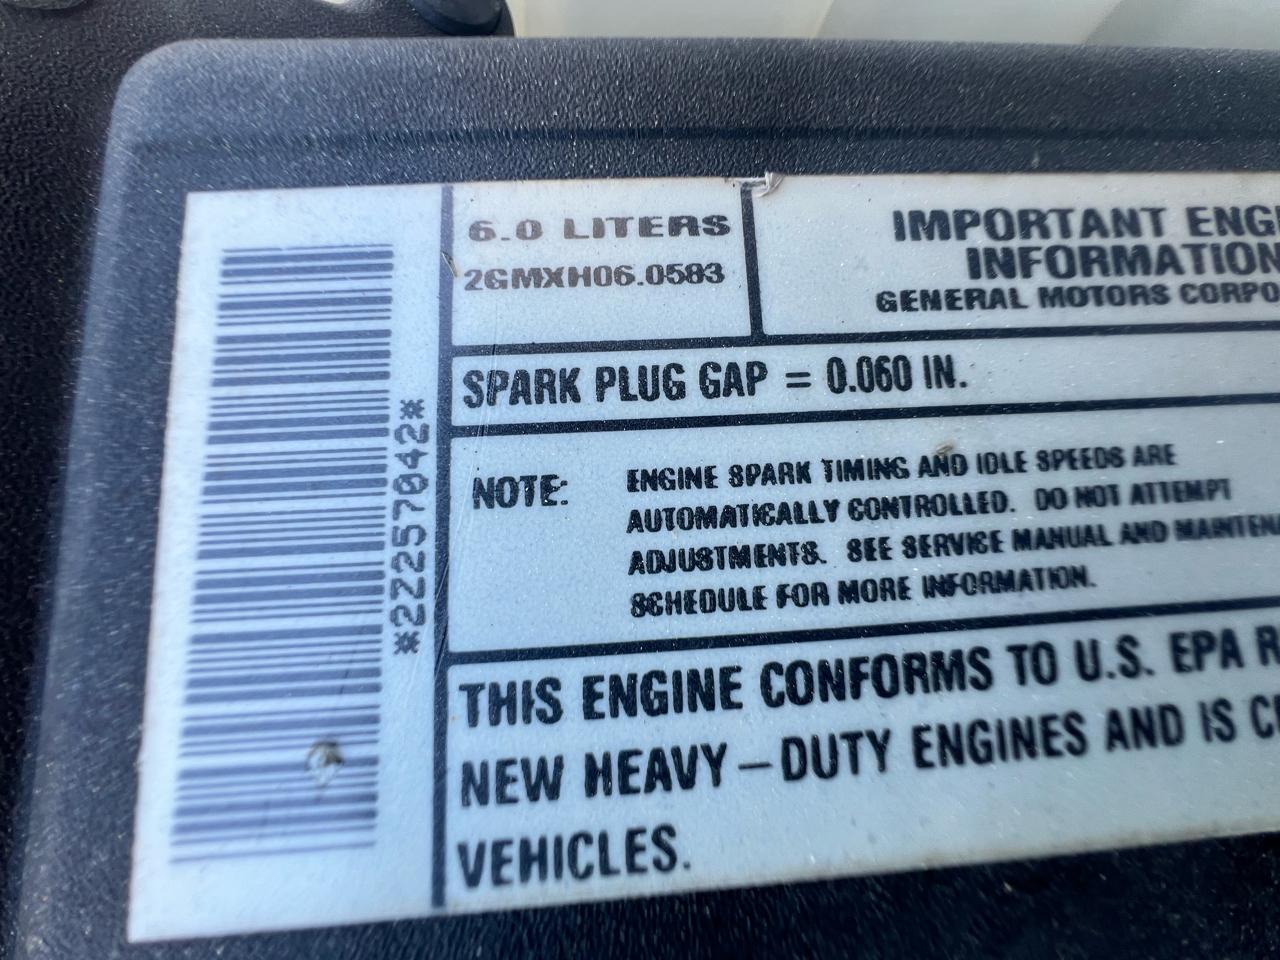 *22257042*
6.0 LITERS
2GMXH06.0583
IMPORTANT ENGI
INFORMATION
GENERAL MOTORS CORPO
SPARK PLUG GAP = 0.060 IN.
NOTE: ENGINE SPARK TIMING AND IDLE SPEEDS ARE
AUTOMATICALLY CONTROLLED. DO NOT ATTEMPT
ADJUSTMENTS. SEE SERVICE MANUAL AND MAINTENA
SCHEDULE FOR MORE INFORMATION.
THIS ENGINE CONFORMS TO U.S. EPA R
NEW HEAVY-DUTY ENGINES AND IS C
VEHICLES.